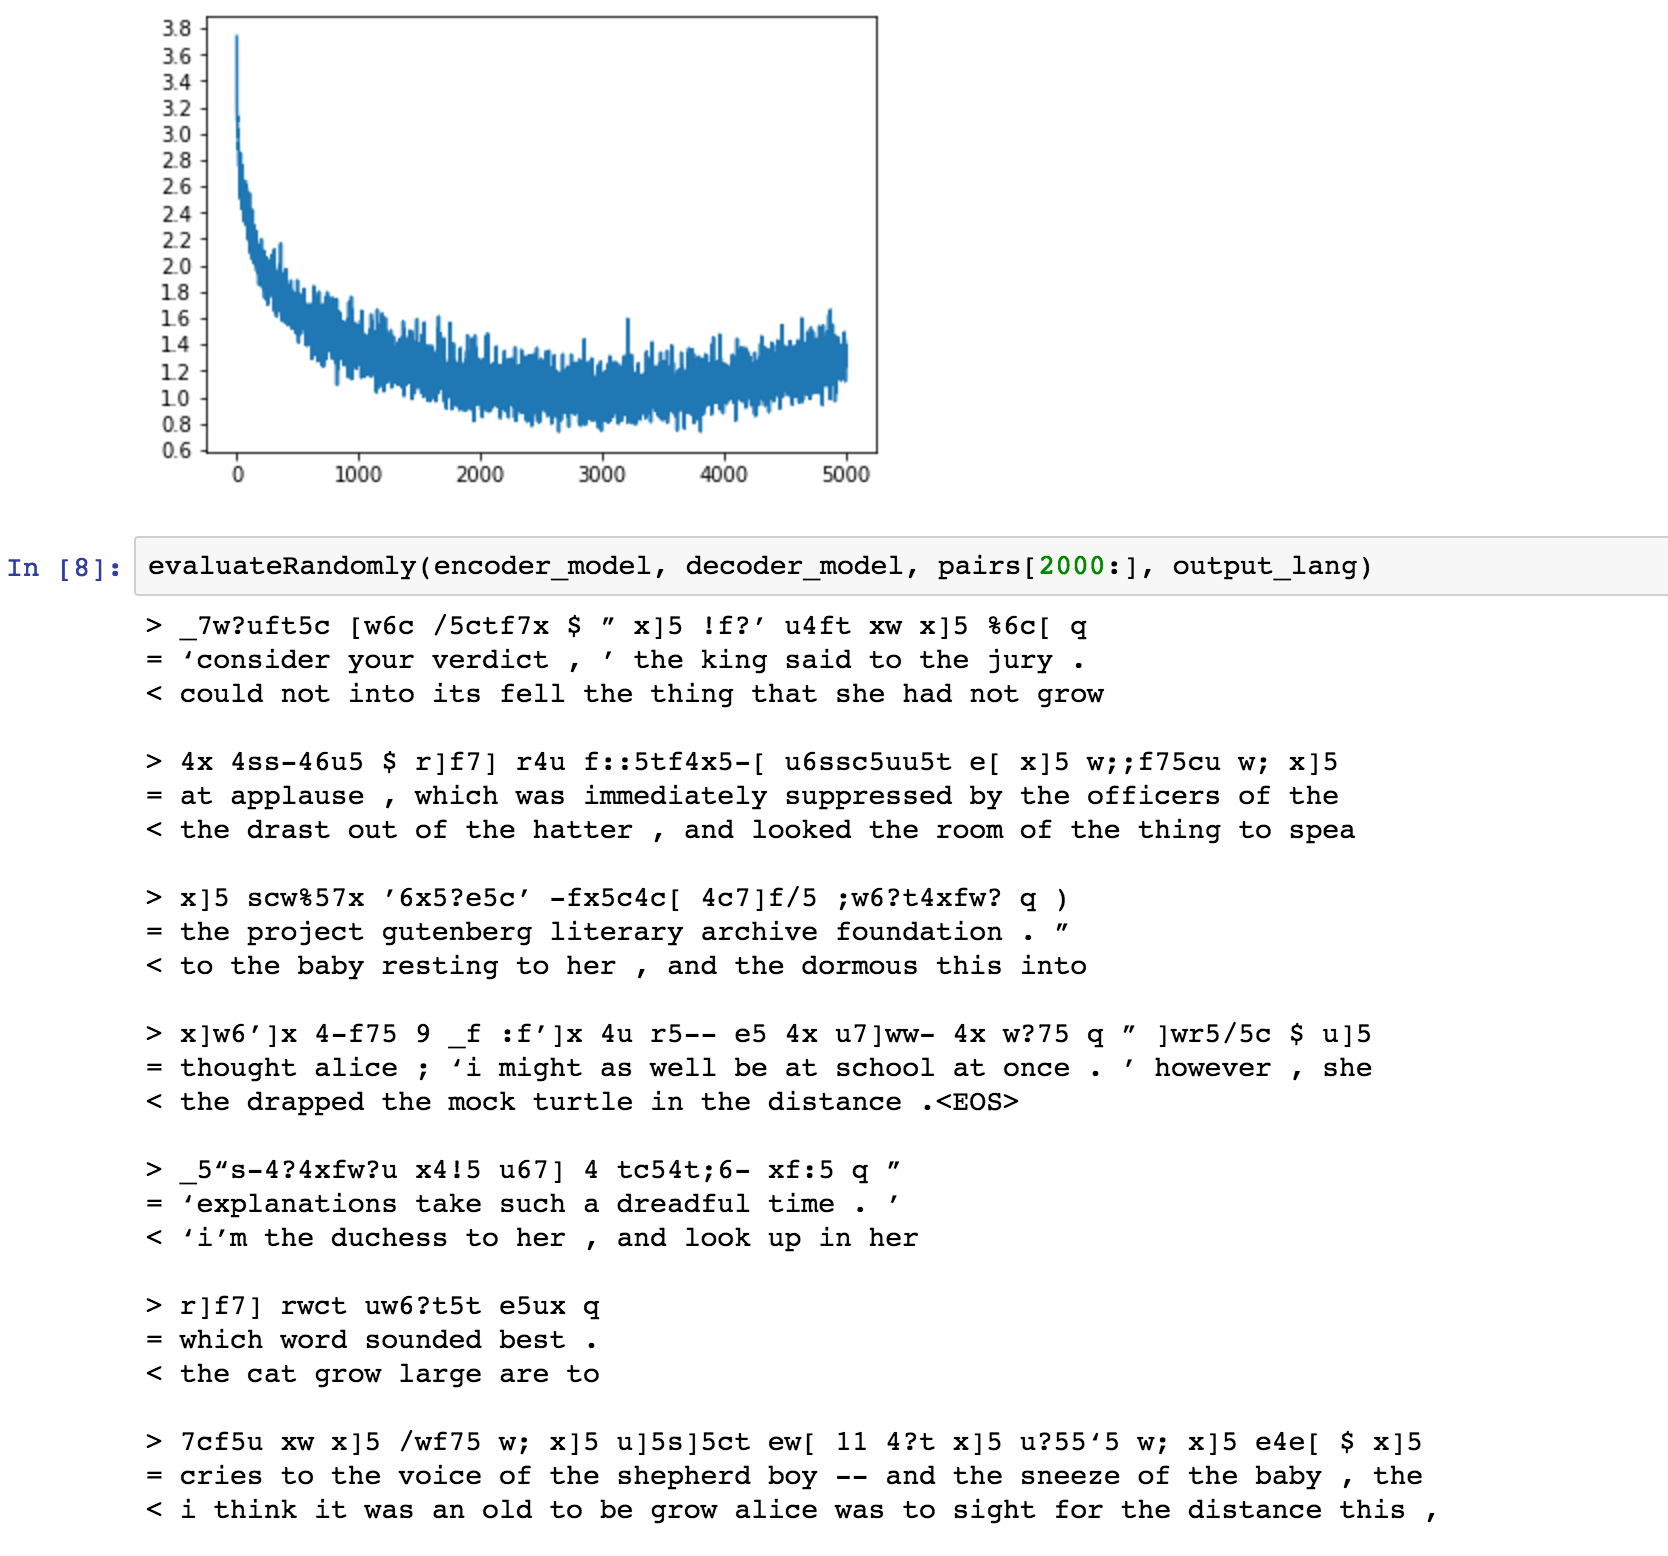 3.8
3.6
3.4
3.2
3.0
2.8
2.6
2.4
2.2
2.0
1.8
1.6
1.4
1.2
1.0
0.8
0.6
0 1000 2000 3000 4000 5000
In [8]: evaluateRandomly(encoder_model, decoder_model, pairs[2000:], output_lang)
> _7w?uft5c [w6c /5ctf7x $ ” x]5 !f?’ u4ft xw x]5 %6c[ q
= ‘consider your verdict , ’ the king said to the jury .
< could not into its fell the thing that she had not grow
> 4x 4ss-46u5 $ r]f7] r4u f::5tf4x5-[ u6ssc5uu5t e[ x]5 w;;f75cu w; x]5
= at applause , which was immediately suppressed by the officers of the
< the drast out of the hatter , and looked the room of the thing to spea
> x]5 scw%57x ’6x5?e5c’ -fx5c4c[ 4c7]f/5 ;w6?t4xfw? q )
= the project gutenberg literary archive foundation . ”
< to the baby resting to her , and the dormous this into
> x]w6’]x 4-f75 9 _f :f’]x 4u r5-- e5 4x u7]ww- 4x w?75 q ” ]wr5/5c $ u]5
= thought alice ; ‘i might as well be at school at once . ’ however , she
< the drapped the mock turtle in the distance .<EOS>
> _5“s-4?4xfw?u x4!5 u67] 4 tc54t;6- xf:5 q ”
= ‘explanations take such a dreadful time . ’
< ‘i’m the duchess to her , and look up in her
> r]f7] rwct uw6?t5t e5ux q
= which word sounded best .
< the cat grow large are to
> 7cf5u xw x]5 /wf75 w; x]5 u]5s]5ct ew[ 11 4?t x]5 u?55‘5 w; x]5 e4e[ $ x]5
= cries to the voice of the shepherd boy -- and the sneeze of the baby , the
< i think it was an old to be grow alice was to sight for the distance this ,